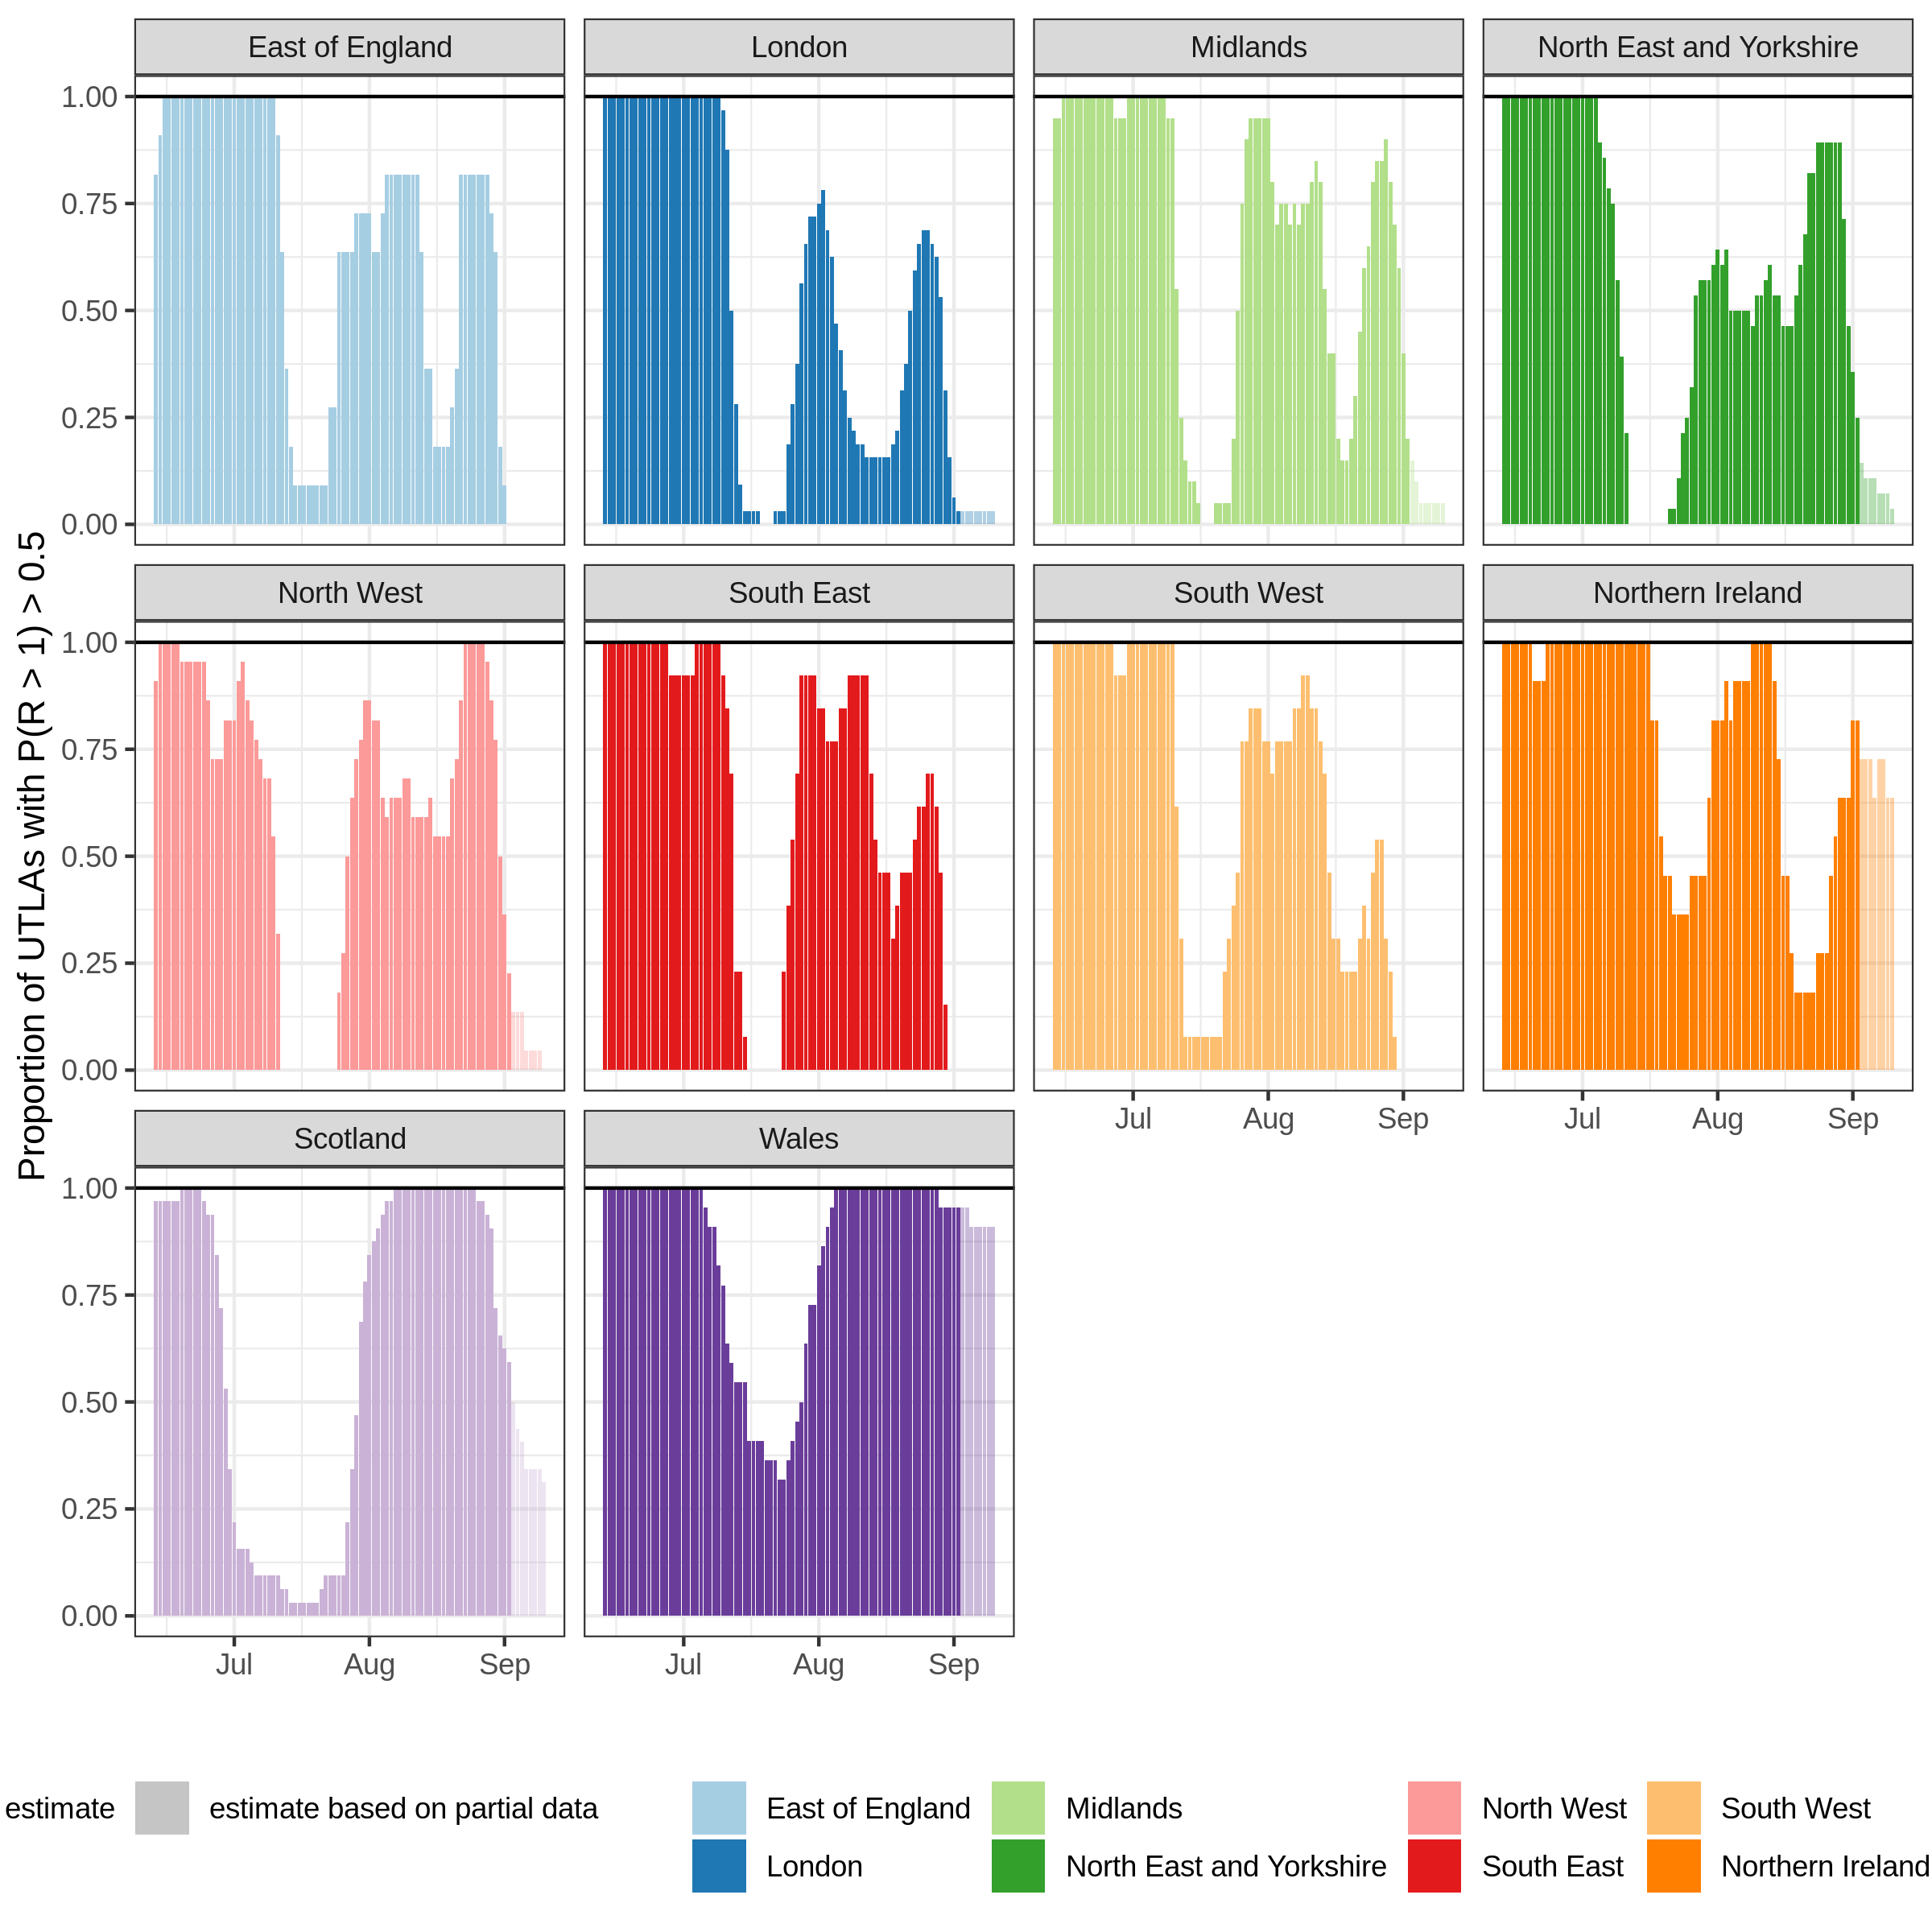 East of England London Midlands North East and Yorkshire
1.00
0.75
0.50
0.25
0.00
North West South East South West Northern Ireland
1.00
0.75
0.50
0.25
0.00
Jul Aug Sep Jul Aug Sep
Scotland Wales
1.00
0.75
0.50
0.25
0.00
Jul Aug Sep Jul Aug Sep
Proportion of UTLAs with P(R > 1) > 0.5
estimate estimate based on partial data East of England Midlands North West South West
London North East and Yorkshire South East Northern Ireland